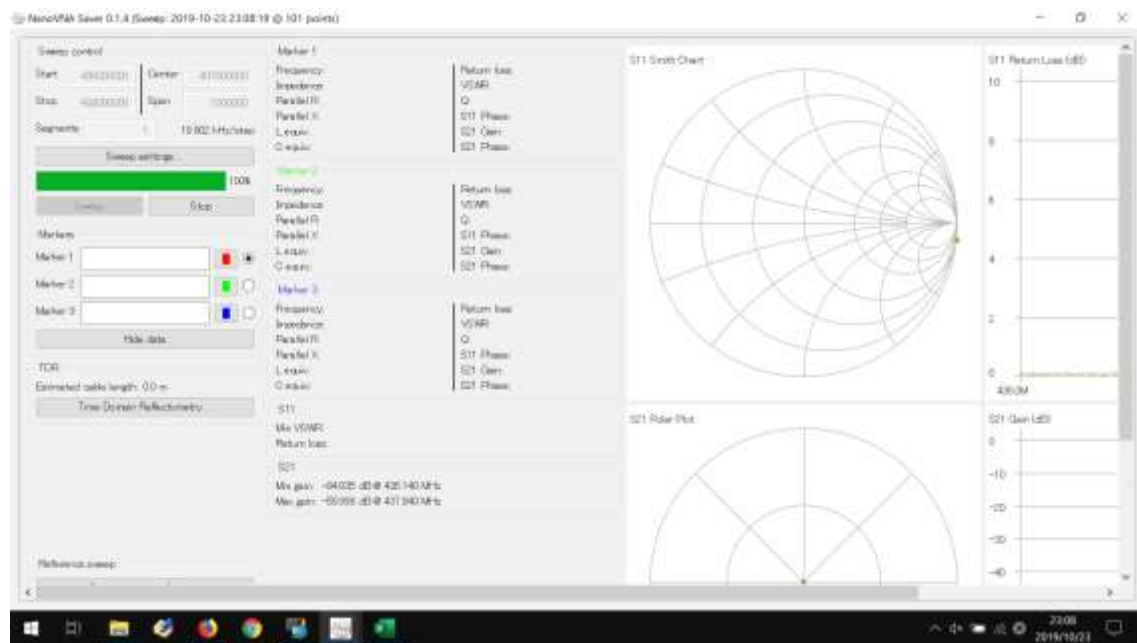 NanoVNA Saver 0.1.4 (Sweep: 2019-10-23 23:08:19 @ 101 points)
Sweep control
Start
Center
Stop
Span
Segments
1
kHz/step
Sweep settings ...
100%
Sweep
Stop
Markers
Marker 1
Marker 2
Marker 3
Hide data
TDR
Estimated cable length: 0.0 m
Time Domain Reflectometry ...
Reference sweep
Marker 1
Frequency:
Return loss:
Impedance:
VSWR:
Parallel R:
Q:
Parallel X:
S11 Phase:
L equiv.:
S21 Gain:
C equiv.:
S21 Phase:
Marker 2
Frequency:
Return loss:
Impedance:
VSWR:
Parallel R:
Q:
Parallel X:
S11 Phase:
L equiv.:
S21 Gain:
C equiv.:
S21 Phase:
Marker 3
Frequency:
Return loss:
Impedance:
VSWR:
Parallel R:
Q:
Parallel X:
S11 Phase:
L equiv.:
S21 Gain:
C equiv.:
S21 Phase:
S11
Min VSWR:
Return loss:
S21
Min gain:
Max gain:
S11 Smith Chart
S11 Return Loss (dB)
10
8
6
4
2
0
S21 Polar Plot
S21 Gain (dB)
0
-10
-20
-30
-40
23:08
2019/10/23